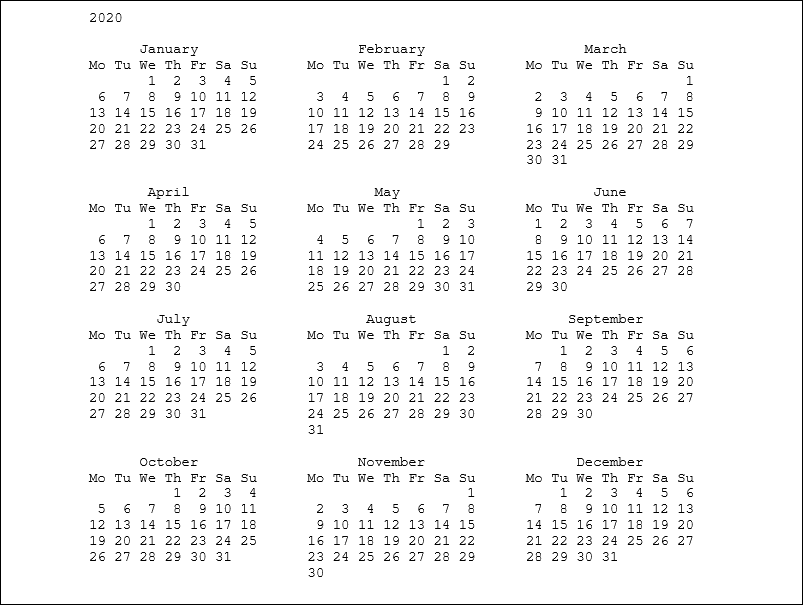 2020
      January                   February                   March
Mo Tu We Th Fr Sa Su      Mo Tu We Th Fr Sa Su      Mo Tu We Th Fr Sa Su
       1  2  3  4  5                      1  2                         1
 6  7  8  9 10 11 12       3  4  5  6  7  8  9       2  3  4  5  6  7  8
13 14 15 16 17 18 19      10 11 12 13 14 15 16       9 10 11 12 13 14 15
20 21 22 23 24 25 26      17 18 19 20 21 22 23      16 17 18 19 20 21 22
27 28 29 30 31            24 25 26 27 28 29         23 24 25 26 27 28 29
                                                    30 31
       April                      May                       June
Mo Tu We Th Fr Sa Su      Mo Tu We Th Fr Sa Su      Mo Tu We Th Fr Sa Su
       1  2  3  4  5                   1  2  3       1  2  3  4  5  6  7
 6  7  8  9 10 11 12       4  5  6  7  8  9 10       8  9 10 11 12 13 14
13 14 15 16 17 18 19      11 12 13 14 15 16 17      15 16 17 18 19 20 21
20 21 22 23 24 25 26      18 19 20 21 22 23 24      22 23 24 25 26 27 28
27 28 29 30               25 26 27 28 29 30 31      29 30
        July                     August                  September
Mo Tu We Th Fr Sa Su      Mo Tu We Th Fr Sa Su      Mo Tu We Th Fr Sa Su
       1  2  3  4  5                      1  2          1  2  3  4  5  6
 6  7  8  9 10 11 12       3  4  5  6  7  8  9       7  8  9 10 11 12 13
13 14 15 16 17 18 19      10 11 12 13 14 15 16      14 15 16 17 18 19 20
20 21 22 23 24 25 26      17 18 19 20 21 22 23      21 22 23 24 25 26 27
27 28 29 30 31            24 25 26 27 28 29 30      28 29 30
                          31
      October                   November                  December
Mo Tu We Th Fr Sa Su      Mo Tu We Th Fr Sa Su      Mo Tu We Th Fr Sa Su
          1  2  3  4                         1          1  2  3  4  5  6
 5  6  7  8  9 10 11       2  3  4  5  6  7  8       7  8  9 10 11 12 13
12 13 14 15 16 17 18       9 10 11 12 13 14 15      14 15 16 17 18 19 20
19 20 21 22 23 24 25      16 17 18 19 20 21 22      21 22 23 24 25 26 27
26 27 28 29 30 31         23 24 25 26 27 28 29      28 29 30 31
                          30